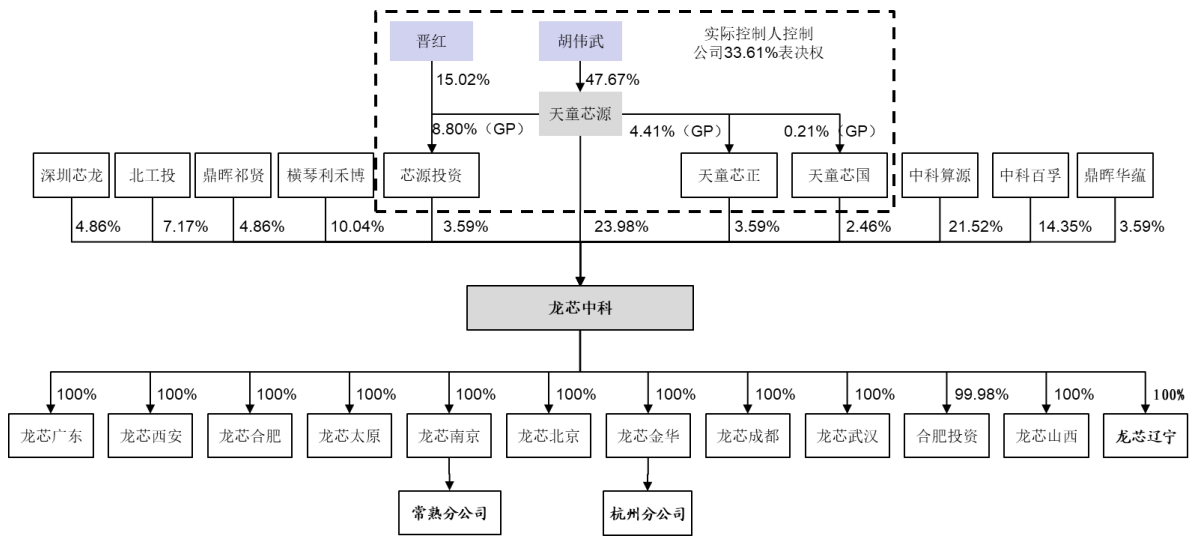 晋红
胡伟武
实际控制人控制
公司33.61%表决权
15.02%
47.67%
天童芯源
8.80%（GP）
4.41%（GP）
0.21%（GP）
深圳芯龙
北工投
鼎晖祁贤
横琴利禾博
芯源投资
天童芯正
天童芯国
中科算源
中科百孚
鼎晖华蕴
4.86%
7.17%
4.86%
10.04%
3.59%
23.98%
3.59%
2.46%
21.52%
14.35%
3.59%
龙芯中科
100%
100%
100%
100%
100%
100%
100%
100%
100%
99.98%
100%
100%
龙芯广东
龙芯西安
龙芯合肥
龙芯太原
龙芯南京
龙芯北京
龙芯金华
龙芯成都
龙芯武汉
合肥投资
龙芯山西
龙芯辽宁
常熟分公司
杭州分公司